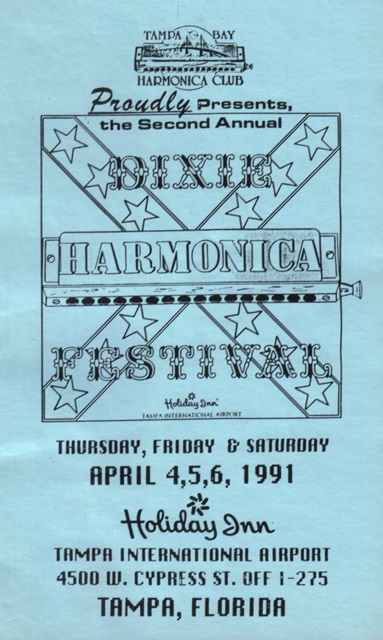 TAMPA BAY
HARMONICA CLUB
Proudly Presents,
the Second Annual
DIXIE
HARMONICA
FESTIVAL
Holiday Inn
TAMPA INTERNATIONAL AIRPORT
THURSDAY, FRIDAY & SATURDAY
APRIL 4,5,6, 1991
Holiday Inn
TAMPA INTERNATIONAL AIRPORT
4500 W. CYPRESS ST. OFF I-275
TAMPA, FLORIDA